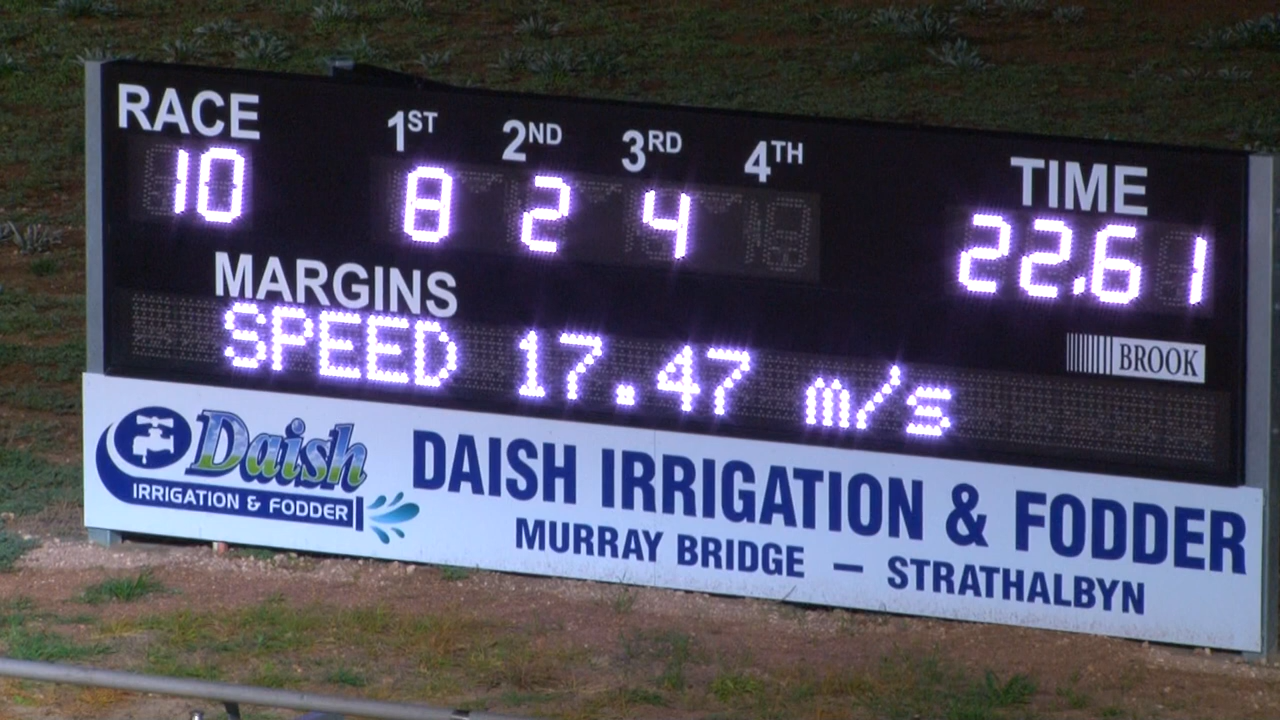 RACE 1ST 2ND 3RD 4TH TIME
10 8 2 4 22.61
MARGINS
SPEED 17.47 m/s
BROOK
Daish
IRRIGATION & FODDER
DAISH IRRIGATION & FODDER
MURRAY BRIDGE – STRATHALBYN